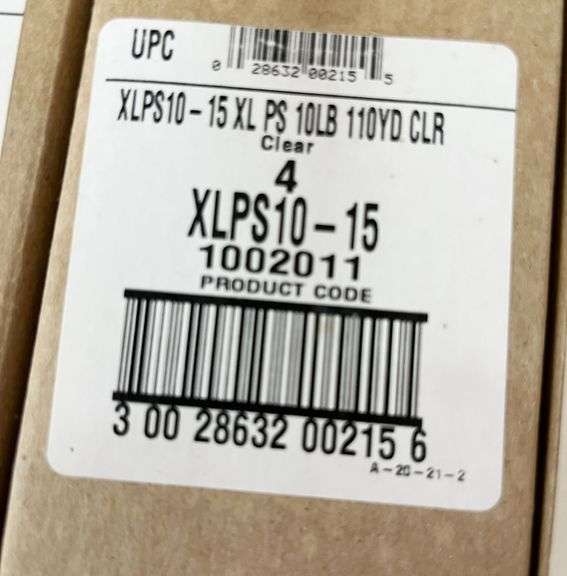 UPC
0 28632 00215 5
XLPS10-15 XL PS 10LB 110YD CLR
Clear
4
XLPS10-15
1002011
PRODUCT CODE
3 00 28632 00215 6
A-20-21-2